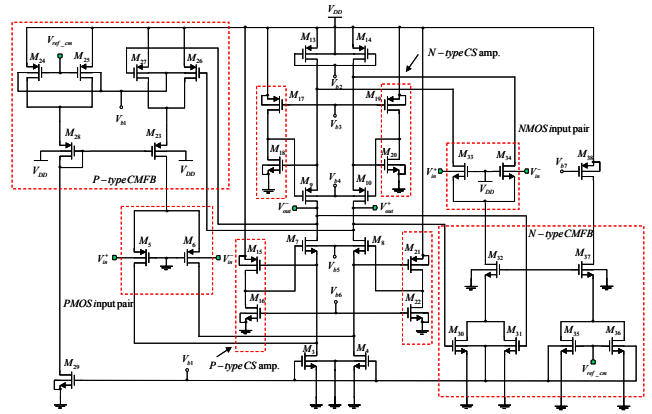 V_DD
M_24
V_ref_cm
M_25
M_27
M_26
M_13
M_14
N-type CS amp.
V_b1
V_b2
M_17
M_19
V_b3
M_28
M_23
V_DD
V_DD
P-type CMFB
M_18
M_20
M_9
V_b4
M_10
V_out^-
V_out^+
NMOS input pair
M_33
M_34
V_in^+
V_in^-
V_DD
V_b7
M_38
N-type CMFB
M_5
M_6
V_in^+
V_in^-
PMOS input pair
M_15
M_7
M_8
M_21
V_b5
M_16
V_b6
M_22
P-type CS amp.
M_32
M_37
M_30
M_31
M_35
M_36
V_ref_cm
M_29
V_b1
M_3
M_4